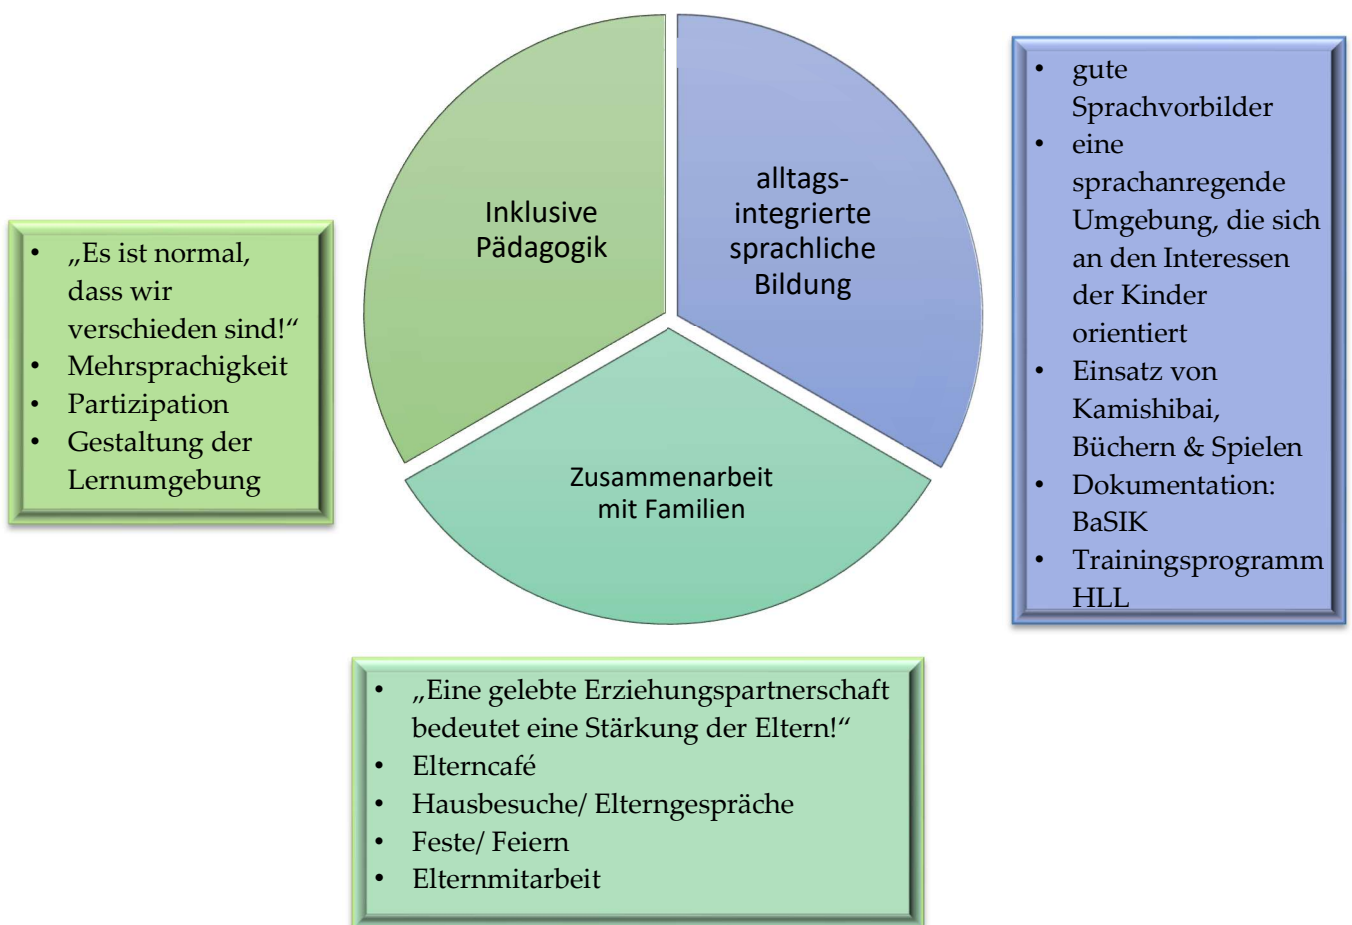 Inklusive
Pädagogik
alltags-
integrierte
sprachliche
Bildung
Zusammenarbeit
mit Familien
• „Es ist normal,
dass wir
verschieden sind!“
• Mehrsprachigkeit
• Partizipation
• Gestaltung der
Lernumgebung
• gute
Sprachvorbilder
• eine
sprachanregende
Umgebung, die sich
an den Interessen
der Kinder
orientiert
• Einsatz von
Kamishibai,
Büchern & Spielen
• Dokumentation:
BaSIK
• Trainingsprogramm
HLL
• „Eine gelebte Erziehungspartnerschaft
bedeutet eine Stärkung der Eltern!“
• Elterncafé
• Hausbesuche/ Elterngespräche
• Feste/ Feiern
• Elternmitarbeit